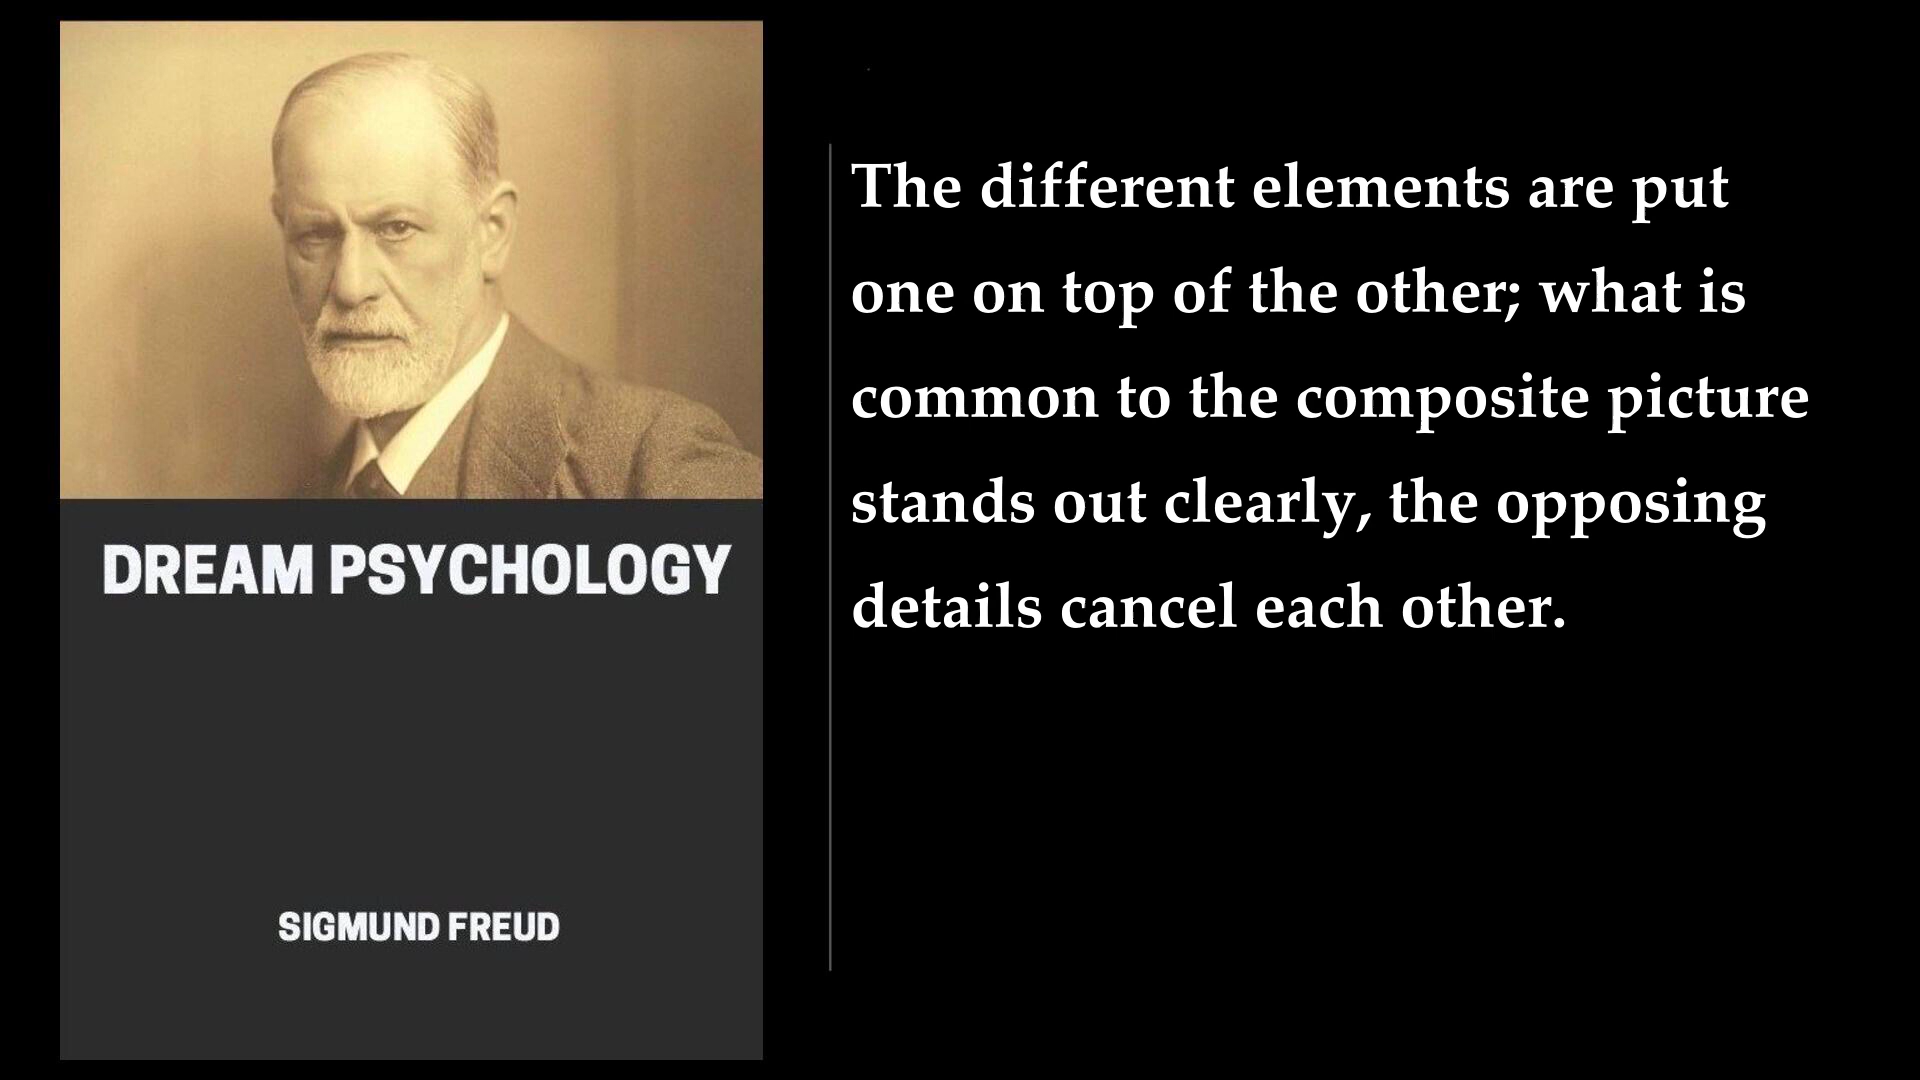 DREAM PSYCHOLOGY
SIGMUND FREUD
The different elements are put
one on top of the other; what is
common to the composite picture
stands out clearly, the opposing
details cancel each other.